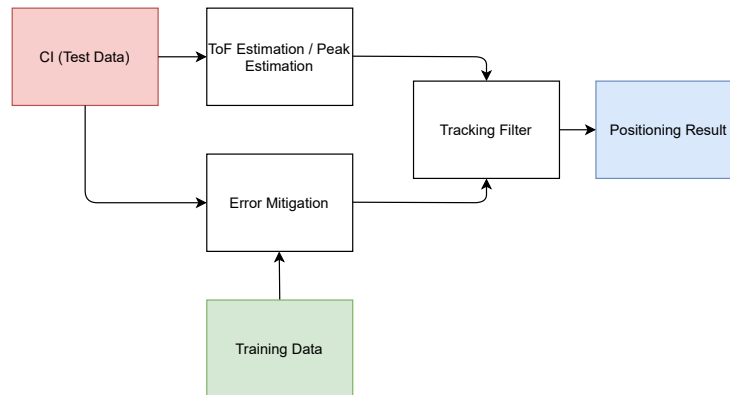 CI (Test Data)
ToF Estimation / Peak
Estimation
Tracking Filter
Positioning Result
Error Mitigation
Training Data